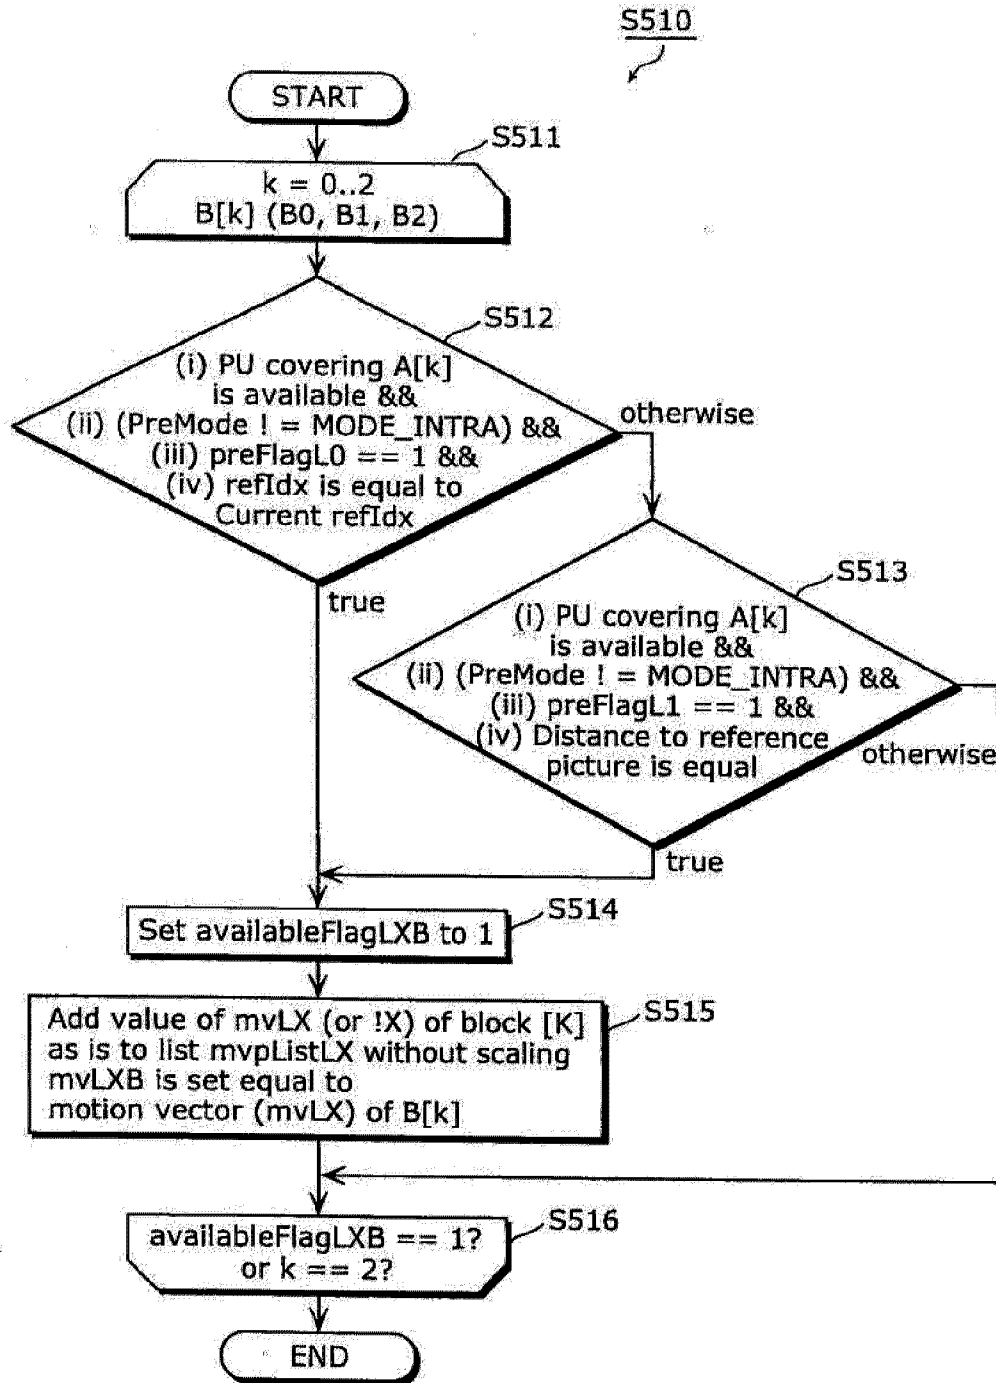 S510
START
S511
k = 0..2
B[k] (B0, B1, B2)
S512
(i) PU covering A[k]
is available &&
(ii) (PreMode ! = MODE_INTRA) &&
(iii) preFlagL0 == 1 &&
(iv) refIdx is equal to
Current refIdx
otherwise
true
S513
(i) PU covering A[k]
is available &&
(ii) (PreMode ! = MODE_INTRA) &&
(iii) preFlagL1 == 1 &&
(iv) Distance to reference
picture is equal
otherwise
true
S514
Set availableFlagLXB to 1
S515
Add value of mvLX (or !X) of block [K]
as is to list mvpListLX without scaling
mvLXB is set equal to
motion vector (mvLX) of B[k]
S516
availableFlagLXB == 1?
or k == 2?
END